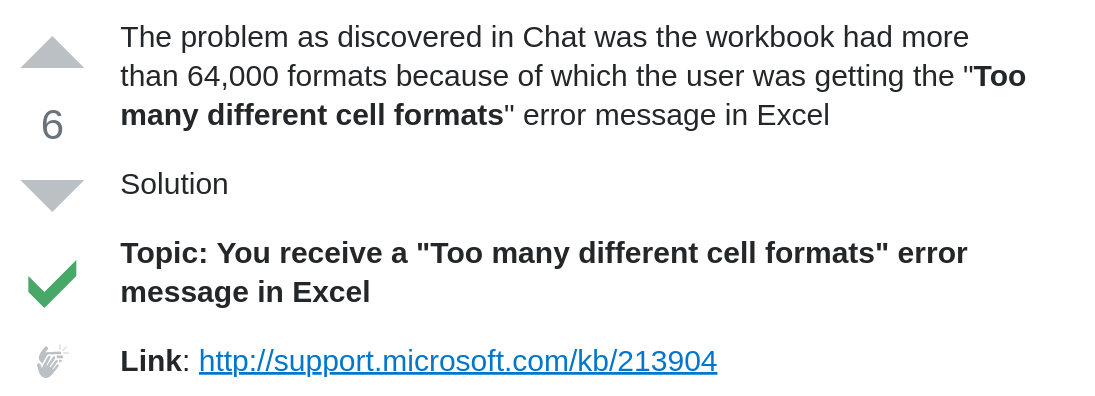 The problem as discovered in Chat was the workbook had more
than 64,000 formats because of which the user was getting the "Too
many different cell formats" error message in Excel
6
Solution
Topic: You receive a "Too many different cell formats" error
message in Excel
Link: http://support.microsoft.com/kb/213904